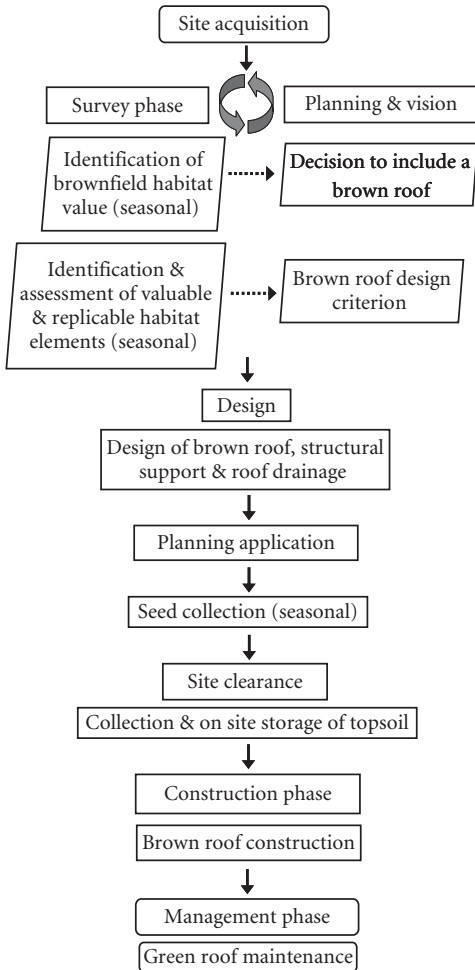 Site acquisition
Survey phase
Planning & vision
Identification of
brownfield habitat
value (seasonal)
Decision to include a
brown roof
Identification &
assessment of valuable
& replicable habitat
elements (seasonal)
Brown roof design
criterion
Design
Design of brown roof, structural
support & roof drainage
Planning application
Seed collection (seasonal)
Site clearance
Collection & on site storage of topsoil
Construction phase
Brown roof construction
Management phase
Green roof maintenance